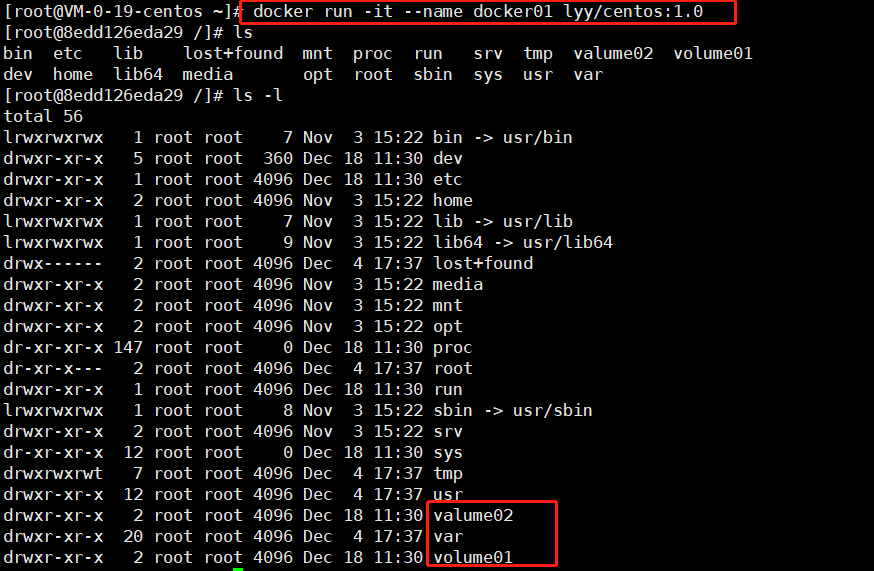 [root@VM-0-19-centos ~]# docker run -it --name docker01 lyy/centos:1.0
[root@8edd126eda29 /]# ls
bin  etc   lib    lost+found  mnt  proc  run   srv  tmp  valume02  volume01
dev  home  lib64  media       opt  root  sbin  sys  usr  var
[root@8edd126eda29 /]# ls -l
total 56
lrwxrwxrwx   1 root root    7 Nov  3 15:22 bin -> usr/bin
drwxr-xr-x   5 root root  360 Dec 18 11:30 dev
drwxr-xr-x   1 root root 4096 Dec 18 11:30 etc
drwxr-xr-x   2 root root 4096 Nov  3 15:22 home
lrwxrwxrwx   1 root root    7 Nov  3 15:22 lib -> usr/lib
lrwxrwxrwx   1 root root    9 Nov  3 15:22 lib64 -> usr/lib64
drwx------   2 root root 4096 Dec  4 17:37 lost+found
drwxr-xr-x   2 root root 4096 Nov  3 15:22 media
drwxr-xr-x   2 root root 4096 Nov  3 15:22 mnt
drwxr-xr-x   2 root root 4096 Nov  3 15:22 opt
dr-xr-xr-x 147 root root    0 Dec 18 11:30 proc
dr-xr-x---   2 root root 4096 Dec  4 17:37 root
drwxr-xr-x   1 root root 4096 Dec 18 11:30 run
lrwxrwxrwx   1 root root    8 Nov  3 15:22 sbin -> usr/sbin
drwxr-xr-x   2 root root 4096 Nov  3 15:22 srv
dr-xr-xr-x  12 root root    0 Dec 18 11:30 sys
drwxrwxrwt   7 root root 4096 Dec  4 17:37 tmp
drwxr-xr-x  12 root root 4096 Dec  4 17:37 usr
drwxr-xr-x   2 root root 4096 Dec 18 11:30 valume02
drwxr-xr-x  20 root root 4096 Dec  4 17:37 var
drwxr-xr-x   2 root root 4096 Dec 18 11:30 volume01